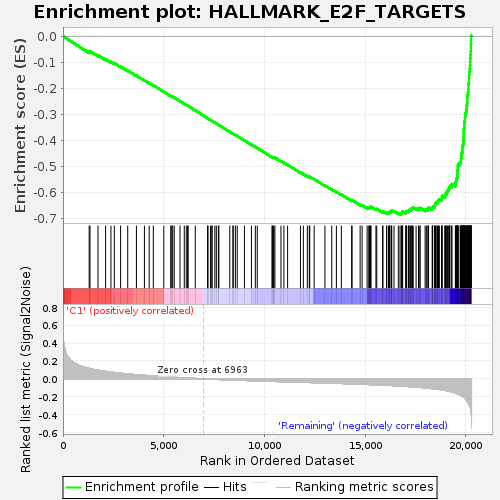 Enrichment plot: HALLMARK_E2F_TARGETS
Enrichment score (ES)
0.0
-0.1
-0.2
-0.3
-0.4
-0.5
-0.6
-0.7
Ranked list metric (Signal2Noise)
'C1' (positively correlated)
0.8
0.6
0.4
0.2
0.0
-0.2
-0.4
-0.6
Zero cross at 6963
'Remaining' (negatively correlated)
0
5,000
10,000
15,000
20,000
Rank in Ordered Dataset
Enrichment profile
Hits
Ranking metric scores